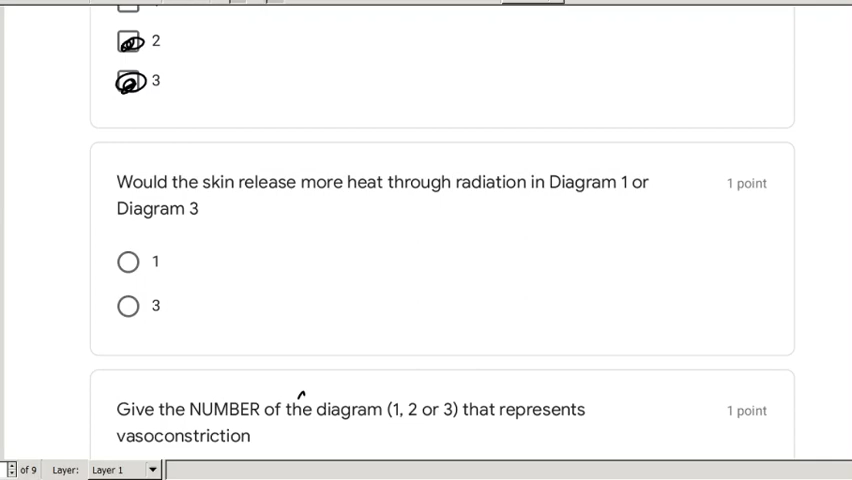 2
3
Would the skin release more heat through radiation in Diagram 1 or
Diagram 3
1 point
1
3
Give the NUMBER of the diagram (1, 2 or 3) that represents
vasoconstriction
1 point
of 9 Layer: Layer 1